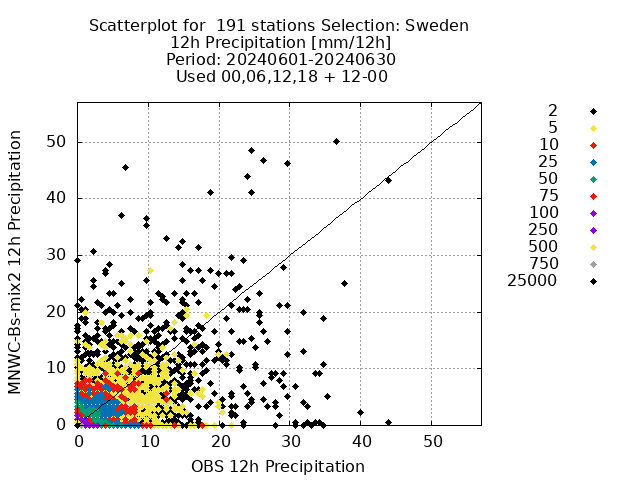 Scatterplot for  191 stations Selection: Sweden
12h Precipitation [mm/12h]
Period: 20240601-20240630
Used 00,06,12,18 + 12-00
MNWC-Bs-mix2 12h Precipitation
50
40
30
20
10
0
0 10 20 30 40 50
OBS 12h Precipitation
2
5
10
25
50
75
100
250
500
750
25000